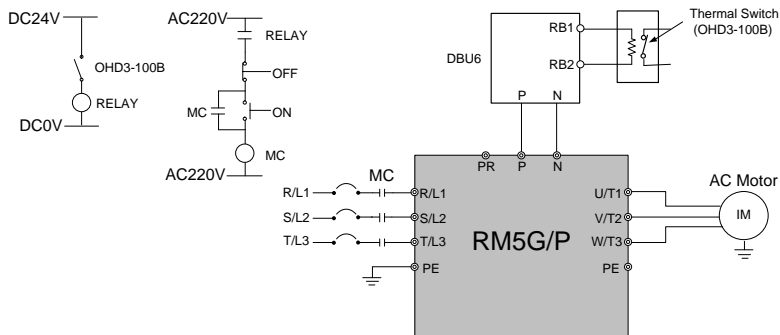 DC24V
OHD3-100B
RELAY
DC0V
AC220V
RELAY
OFF
MC
ON
MC
AC220V
DBU6
RB1
RB2
P
N
Thermal Switch
(OHD3-100B)
PR
P
N
MC
R/L1
R/L1
S/L2
S/L2
T/L3
T/L3
PE
RM5G/P
U/T1
V/T2
W/T3
PE
AC Motor
IM